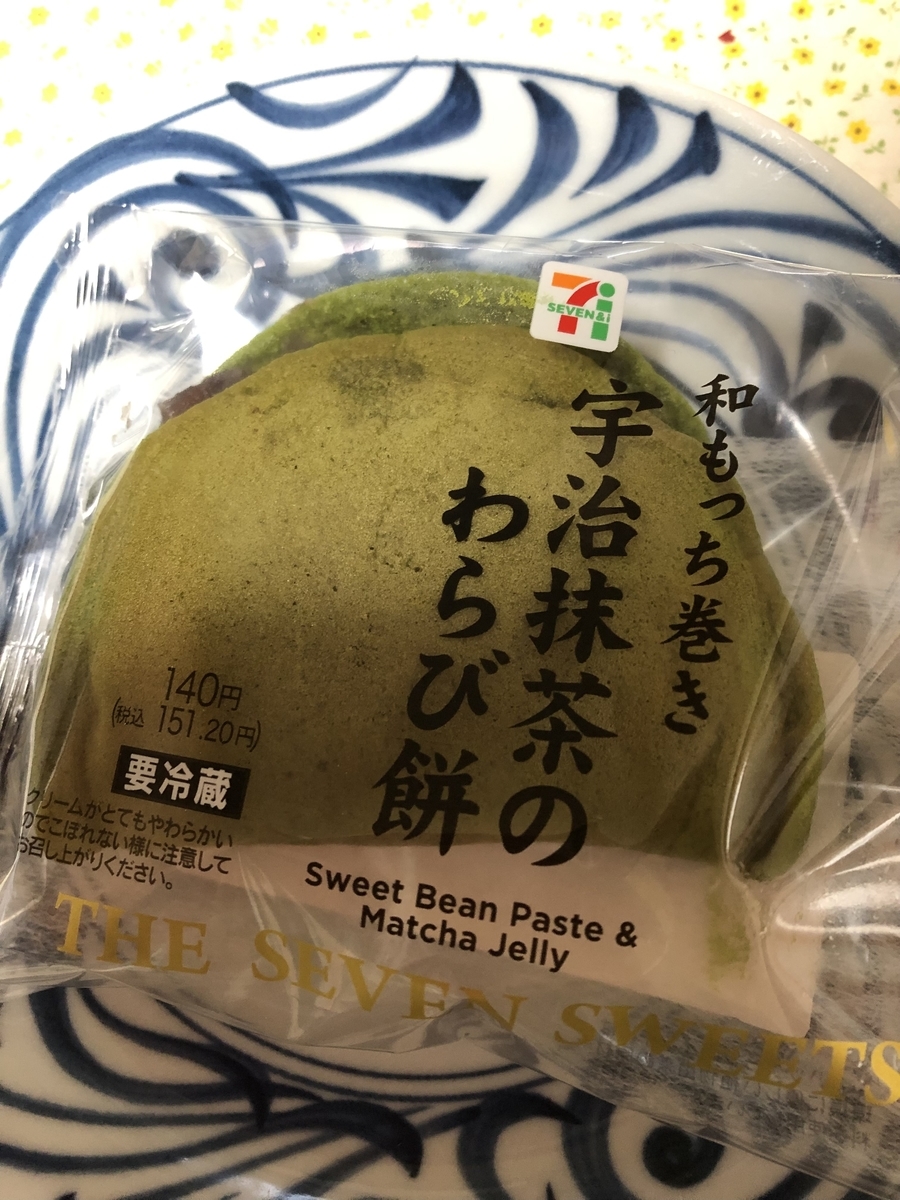 SEVEN&i
和もっち巻き
宇治抹茶の
わらび餅
140円
(税込 151.20円)
要冷蔵
クリームがとてもやわらかい
のでこぼれない様に注意して
お召し上がりください。
Sweet Bean Paste &
Matcha Jelly
THE SEVEN SWEETS